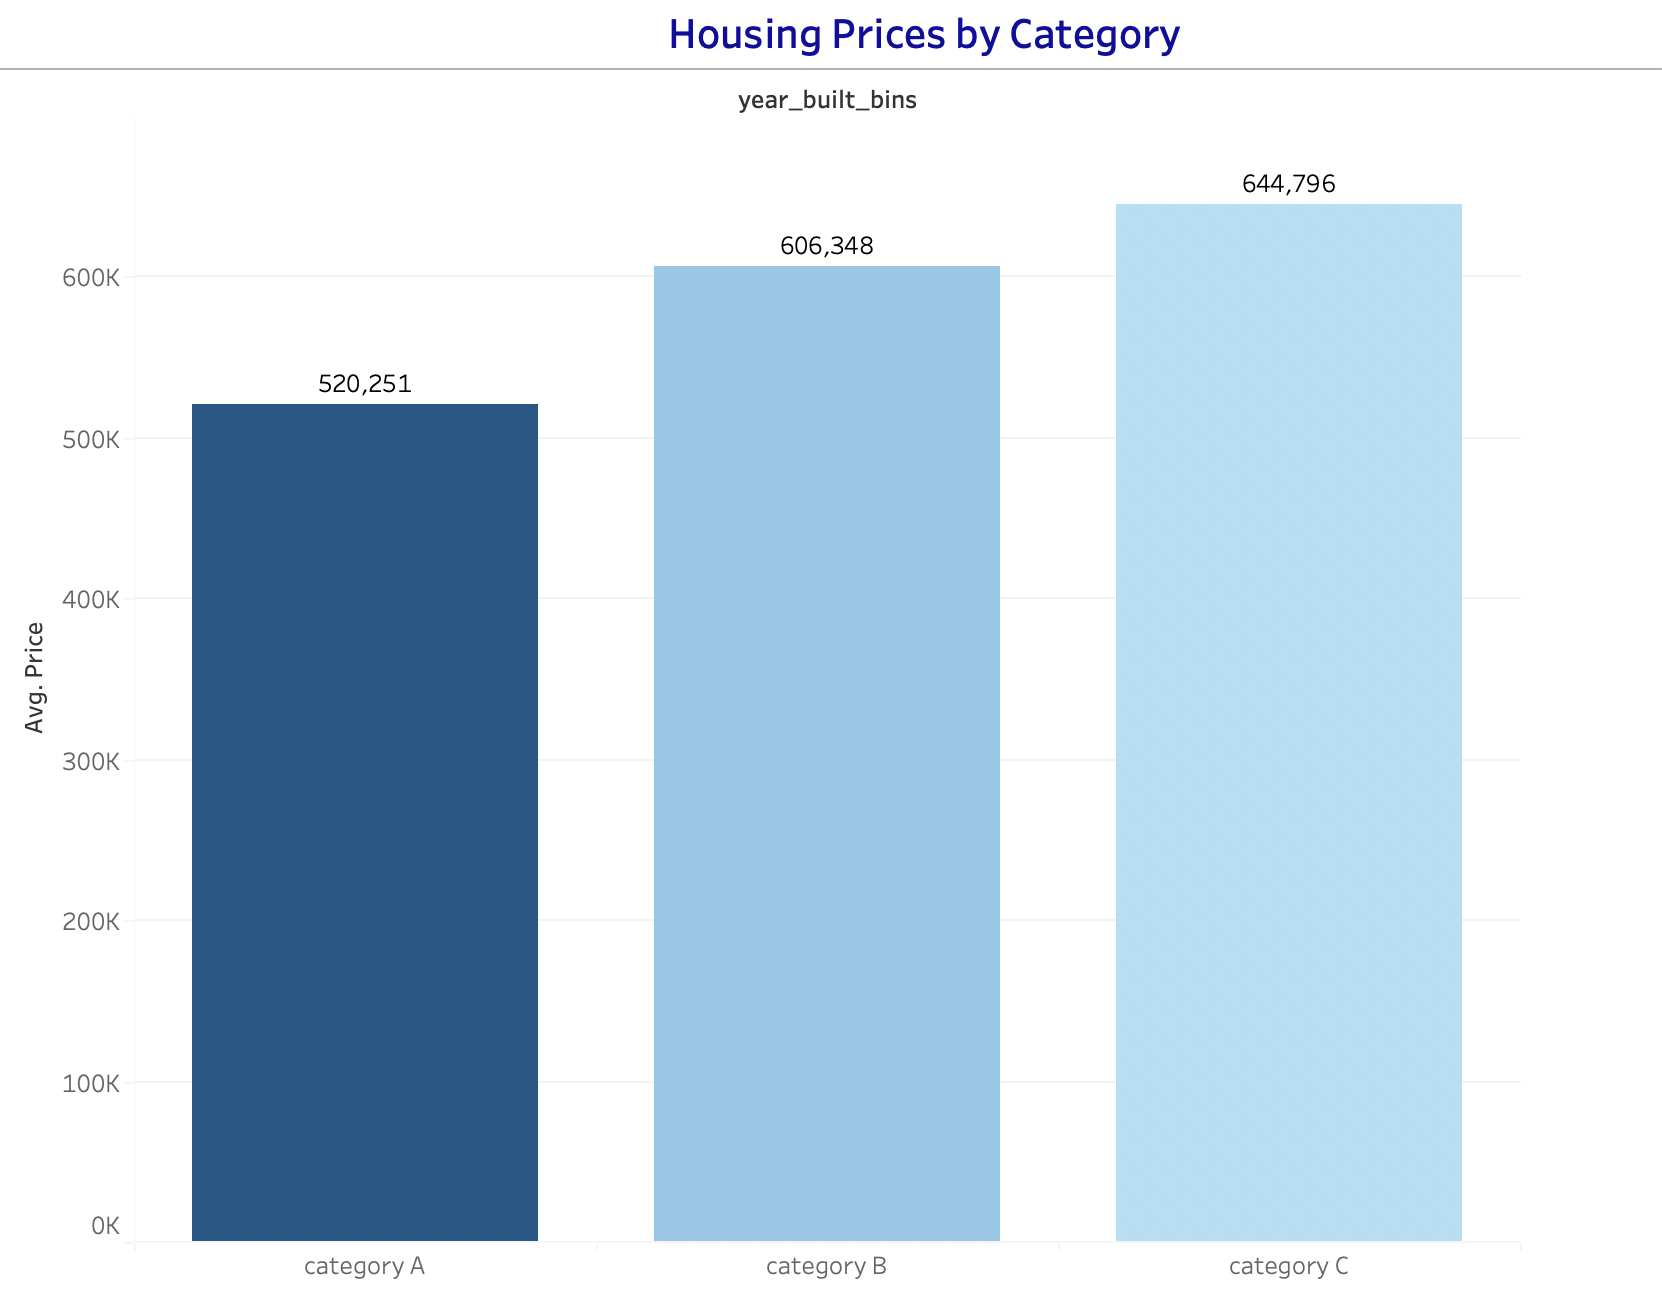 Housing Prices by Category
year_built_bins
644,796
606,348
520,251
600K
500K
400K
300K
200K
100K
0K
Avg. Price
category A
category B
category C